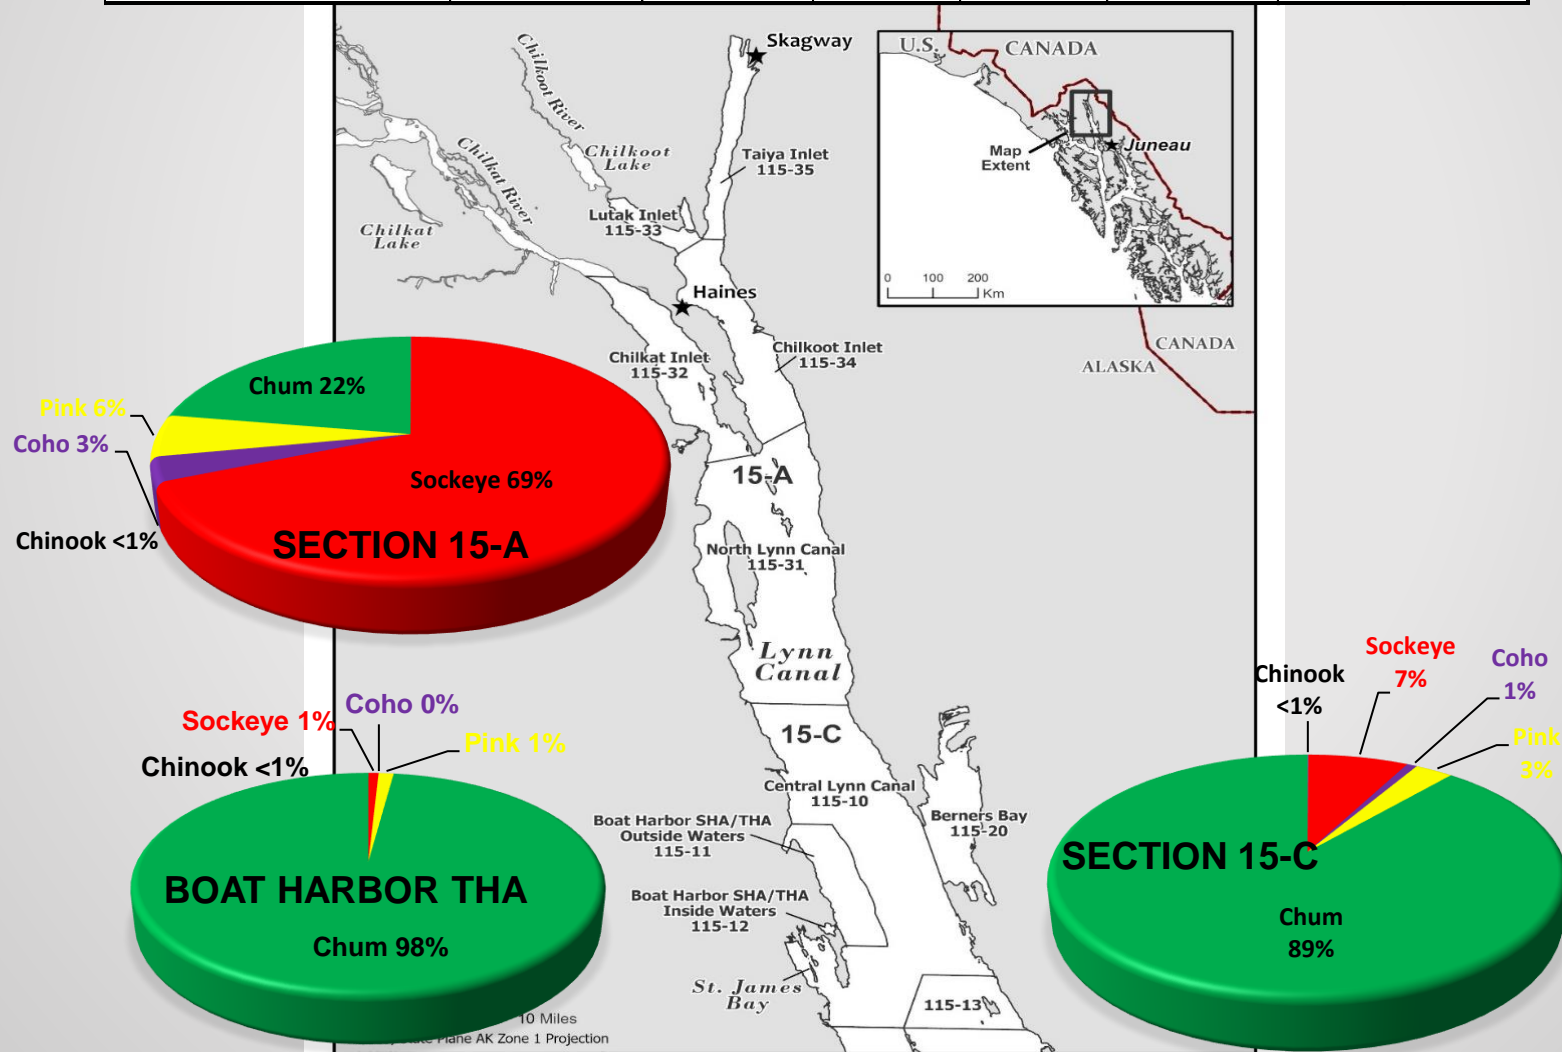 Skagway
U.S.
CANADA
Chilkoot River
Juneau
Map
Extent
Chilkoot
Lake
Taiya Inlet
115-35
Chilkat River
Lutak Inlet
115-33
Chilkat
Lake
0 100 200
Km
Haines
Chilkat Inlet
115-32
Chilkoot Inlet
115-34
CANADA
ALASKA
Chum 22%
Pink 6%
Coho 3%
Sockeye 69%
Chinook <1%
SECTION 15-A
15-A
North Lynn Canal
115-31
Lynn
Canal
Sockeye
7%
Coho
1%
Chinook
<1%
Pink
3%
Coho 0%
Sockeye 1%
Pink 1%
Chinook <1%
15-C
Central Lynn Canal
115-10
Berners Bay
115-20
Boat Harbor SHA/THA
Outside Waters
115-11
SECTION 15-C
BOAT HARBOR THA
Boat Harbor SHA/THA
Inside Waters
115-12
Chum
89%
Chum 98%
St. James
Bay
115-13
10 Miles
Plane AK Zone 1 Projection